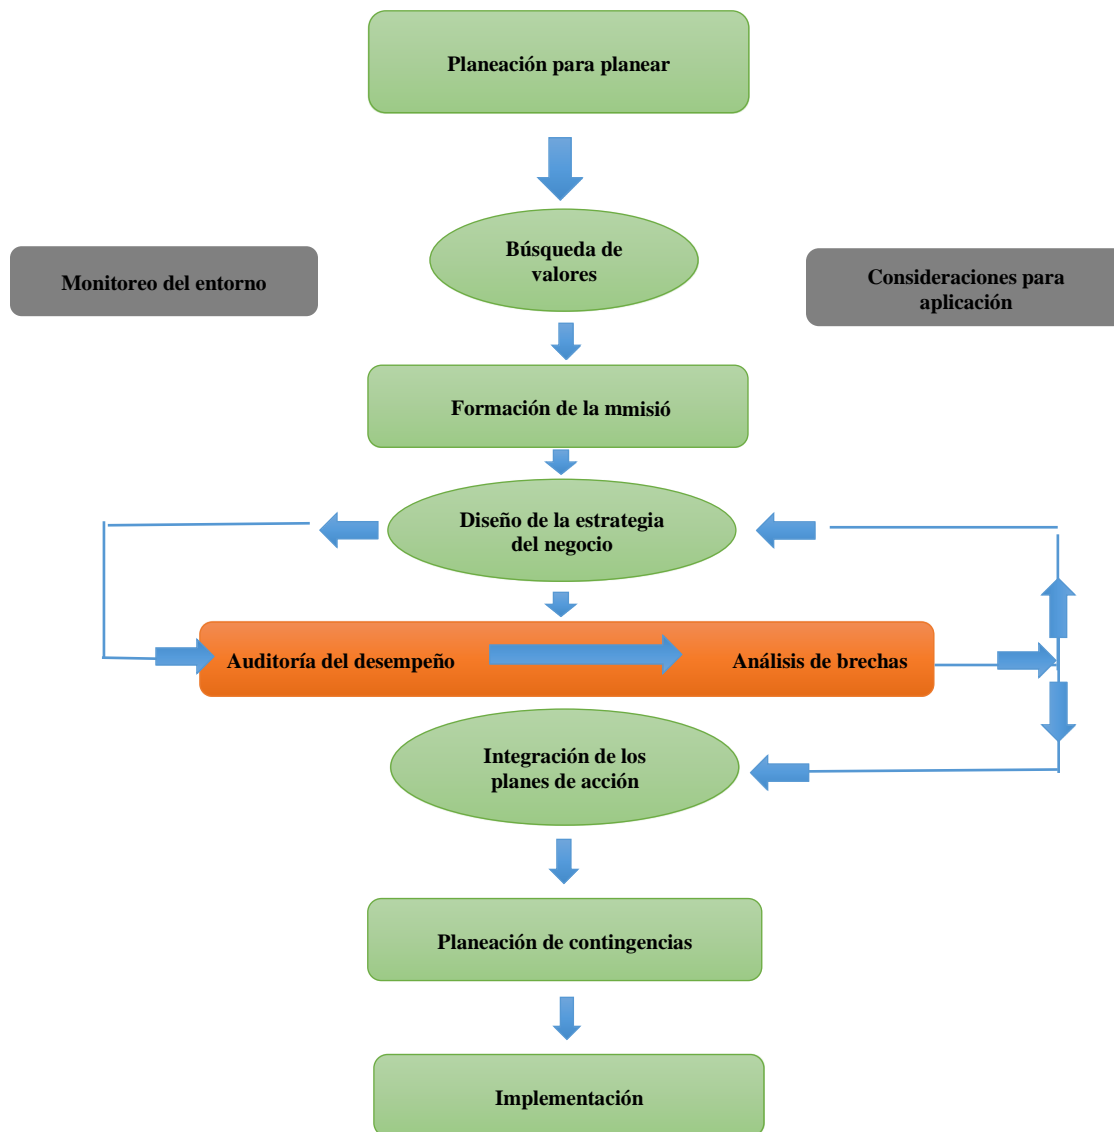 Planeación para planear
Búsqueda de
valores
Monitoreo del entorno
Consideraciones para
aplicación
Formación de la mmisió
Diseño de la estrategia
del negocio
Auditoría del desempeño
Análisis de brechas
Integración de los
planes de acción
Planeación de contingencias
Implementación